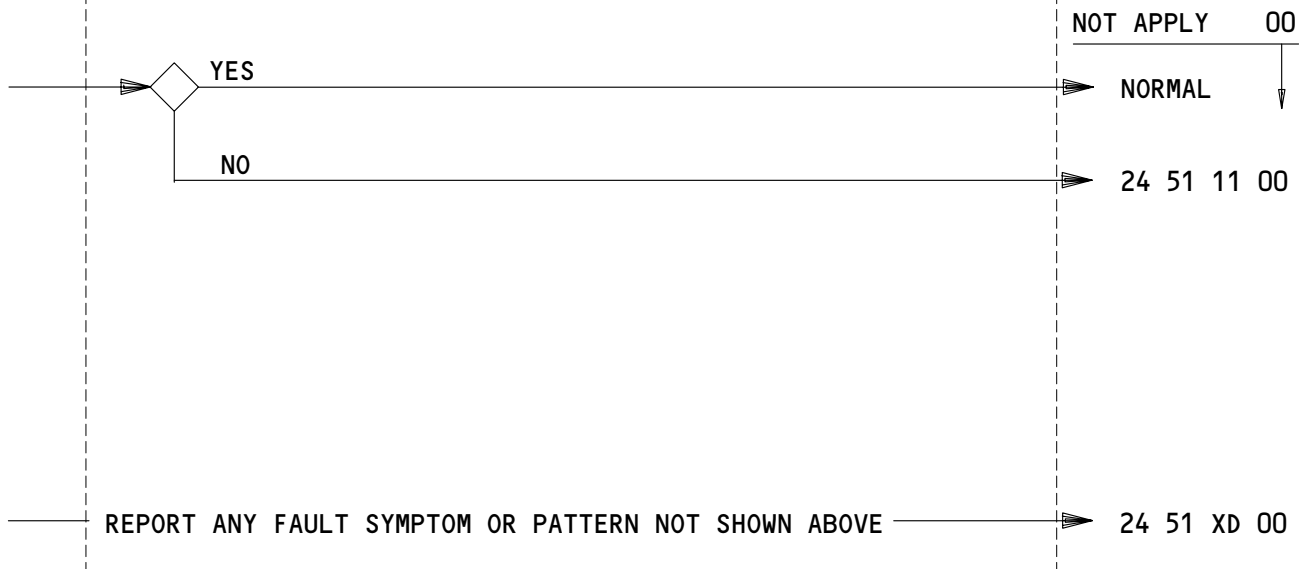 NOT APPLY 00
YES
NORMAL
NO
24 51 11 00
REPORT ANY FAULT SYMPTOM OR PATTERN NOT SHOWN ABOVE
24 51 XD 00